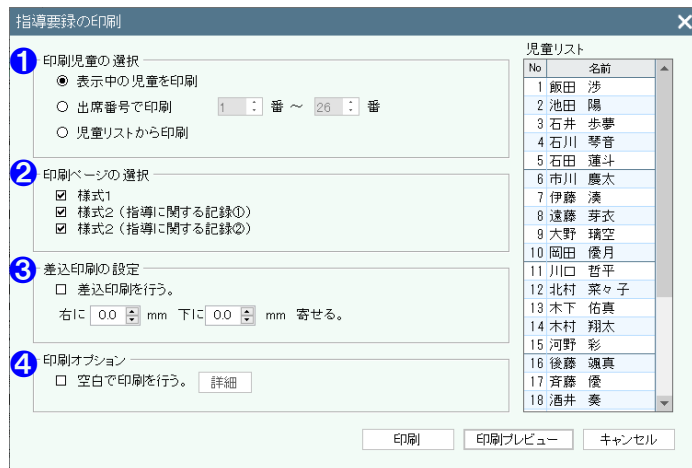 指導要録の印刷
1 印刷児童の選択
表示中の児童を印刷
出席番号で印刷 1 番 ～ 26 番
児童リストから印刷
2 印刷ページの選択
様式1
様式2（指導に関する記録①）
様式2（指導に関する記録②）
3 差込印刷の設定
差込印刷を行う。
右に 0.0 mm 下に 0.0 mm 寄せる。
4 印刷オプション
空白で印刷を行う。 詳細
児童リスト
No 名前
1 飯田 渉
2 池田 陽
3 石井 歩夢
4 石川 琴音
5 石田 蓮斗
6 市川 慶太
7 伊藤 湊
8 遠藤 芽衣
9 大野 璃空
10 岡田 優月
11 川口 哲平
12 北村 菜々子
13 木下 佑真
14 木村 翔太
15 河野 彩
16 後藤 颯真
17 斉藤 優
18 酒井 奏
印刷 印刷プレビュー キャンセル